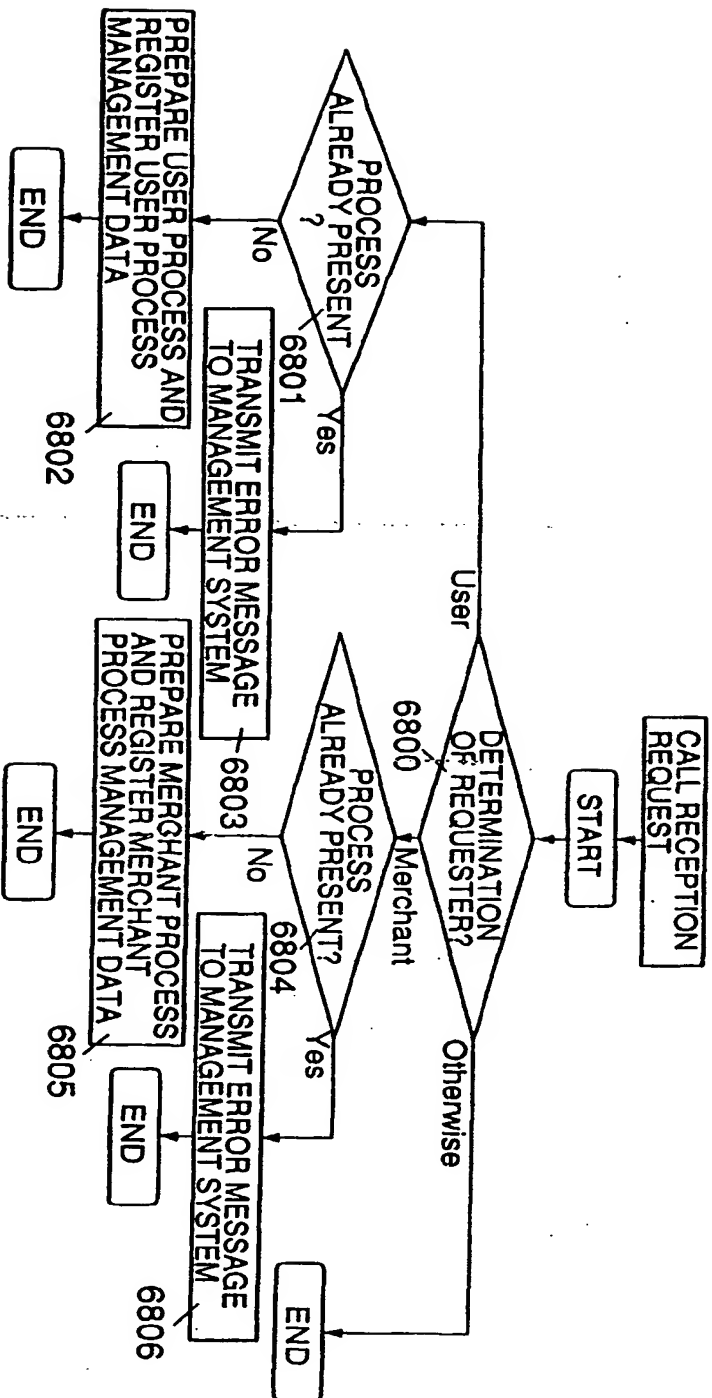 CALL RECEPTION
REQUEST
START
DETERMINATION
OF REQUESTER?
6800
User
Merchant
Otherwise
PROCESS
ALREADY PRESENT
?
6801
No
Yes
PREPARE USER PROCESS AND
REGISTER USER PROCESS
MANAGEMENT DATA
6802
END
TRANSMIT ERROR MESSAGE
TO MANAGEMENT SYSTEM
6803
END
PROCESS
ALREADY PRESENT?
6804
No
Yes
PREPARE MERCHANT PROCESS
AND REGISTER MERCHANT
PROCESS MANAGEMENT DATA
6805
END
TRANSMIT ERROR MESSAGE
TO MANAGEMENT SYSTEM
6806
END
END